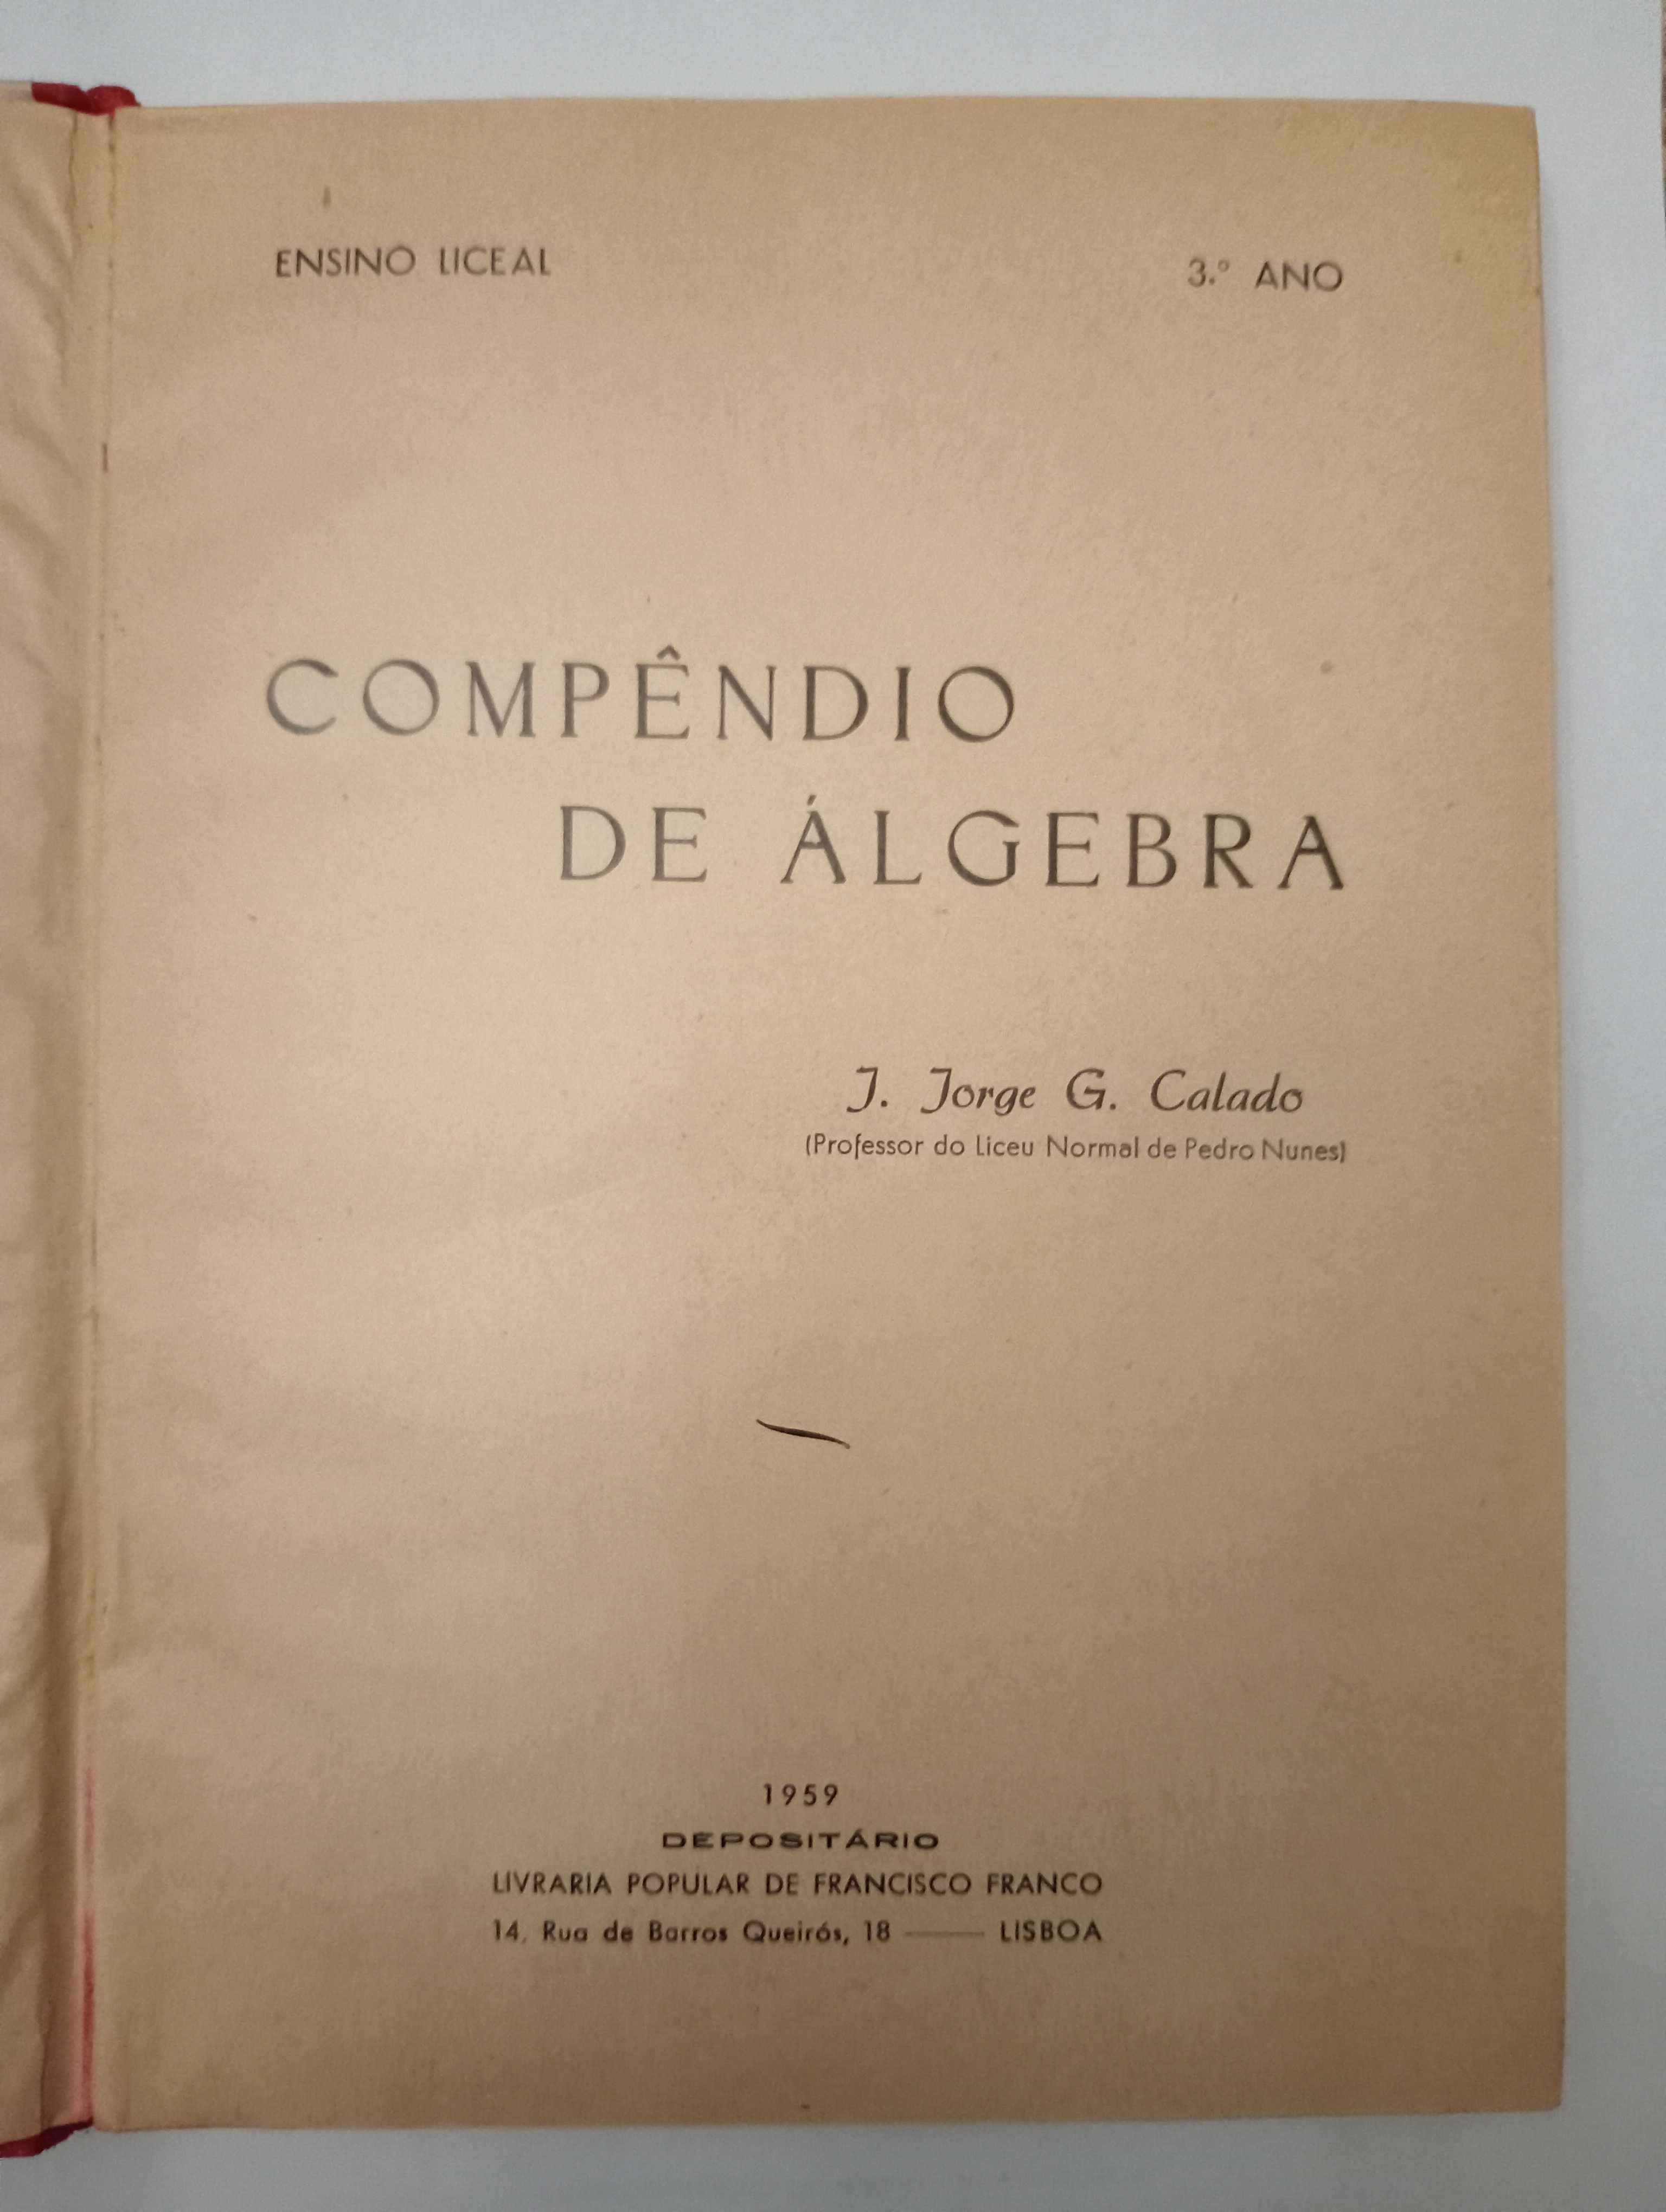 ENSINO LICEAL 3.º ANO
COMPÊNDIO
DE ÁLGEBRA
J. Jorge G. Calado
(Professor do Liceu Normal de Pedro Nunes)
1959
DEPOSITÁRIO
LIVRARIA POPULAR DE FRANCISCO FRANCO
14, Rua de Barros Queirós, 18 —— LISBOA